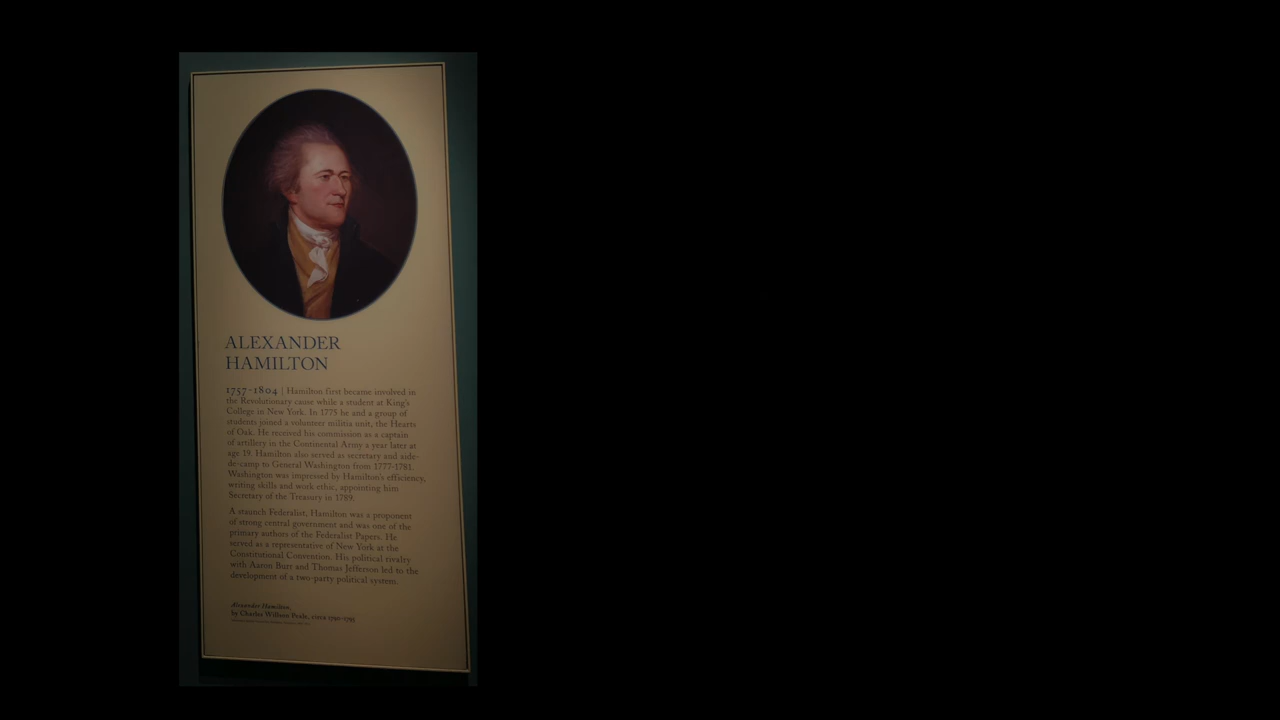 ALEXANDER
HAMILTON
1757-1804 | Hamilton first became involved in
the Revolutionary cause while a student at King's
College in New York. In 1775 he and a group of
students joined a volunteer militia unit, the Hearts
of Oak. He received his commission as a captain
of artillery in the Continental Army a year later at
age 19. Hamilton also served as secretary and aide-
de-camp to General Washington from 1777-1781.
Washington was impressed by Hamilton's efficiency,
writing skills and work ethic, appointing him
Secretary of the Treasury in 1789.
A staunch Federalist, Hamilton was a proponent
of strong central government and was one of the
primary authors of the Federalist Papers. He
served as a representative of New York at the
Constitutional Convention. His political rivalry
with Aaron Burr and Thomas Jefferson led to the
development of a two-party political system.
Alexander Hamilton,
by Charles Willson Peale, circa 1790-1795